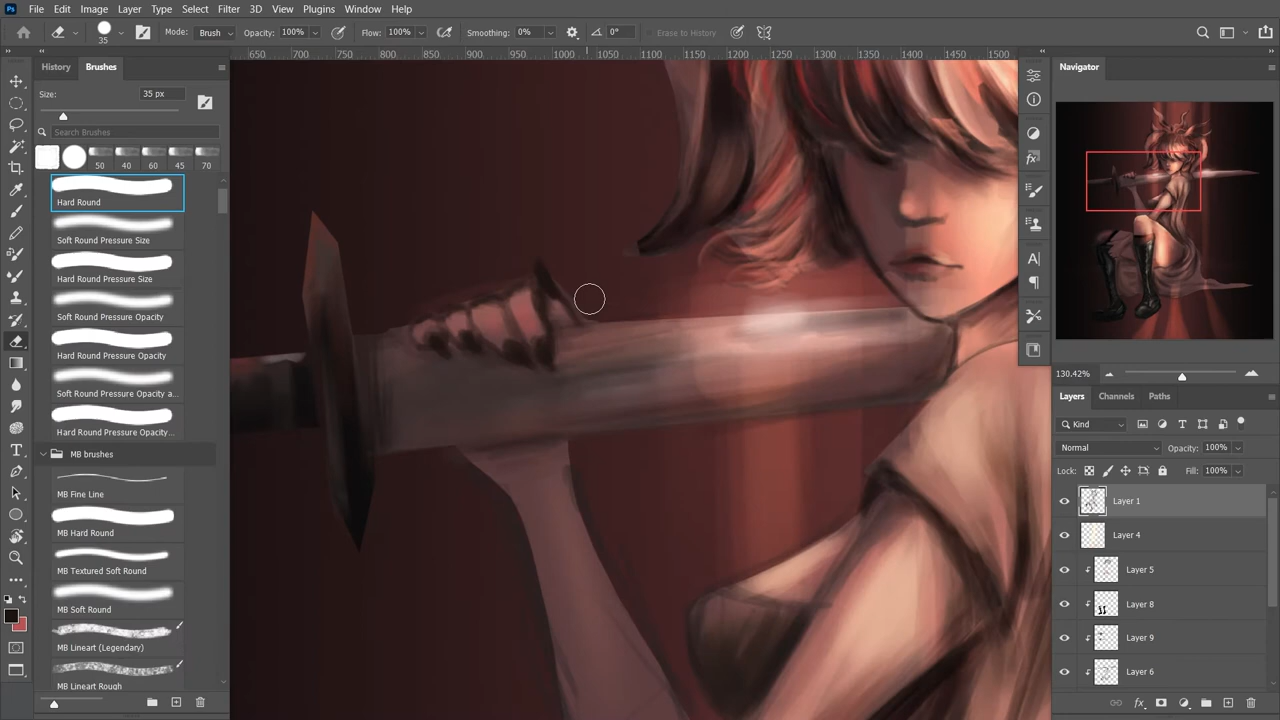 Ps File Edit Image Layer Type Select Filter 3D View Plugins Window Help
35 Mode: Brush Opacity: 100% Flow: 100% Smoothing: 0% 0° Erase to History
650 700 750 800 850 900 950 1000 1050 1100 1150 1200 1250 1300 1350 1400 1450 1500
History Brushes
Size: 35 px
Search Brushes
50 40 60 45 70
Hard Round
Soft Round Pressure Size
Hard Round Pressure Size
Soft Round Pressure Opacity
Hard Round Pressure Opacity
Soft Round Pressure Opacity a...
Hard Round Pressure Opacity...
MB brushes
MB Fine Line
MB Hard Round
MB Textured Soft Round
MB Soft Round
MB Lineart (Legendary)
MB Lineart Rough
Navigator
130.42%
Layers Channels Paths
Kind
Normal Opacity: 100%
Lock: Fill: 100%
Layer 1
Layer 4
Layer 5
Layer 8
Layer 9
Layer 6